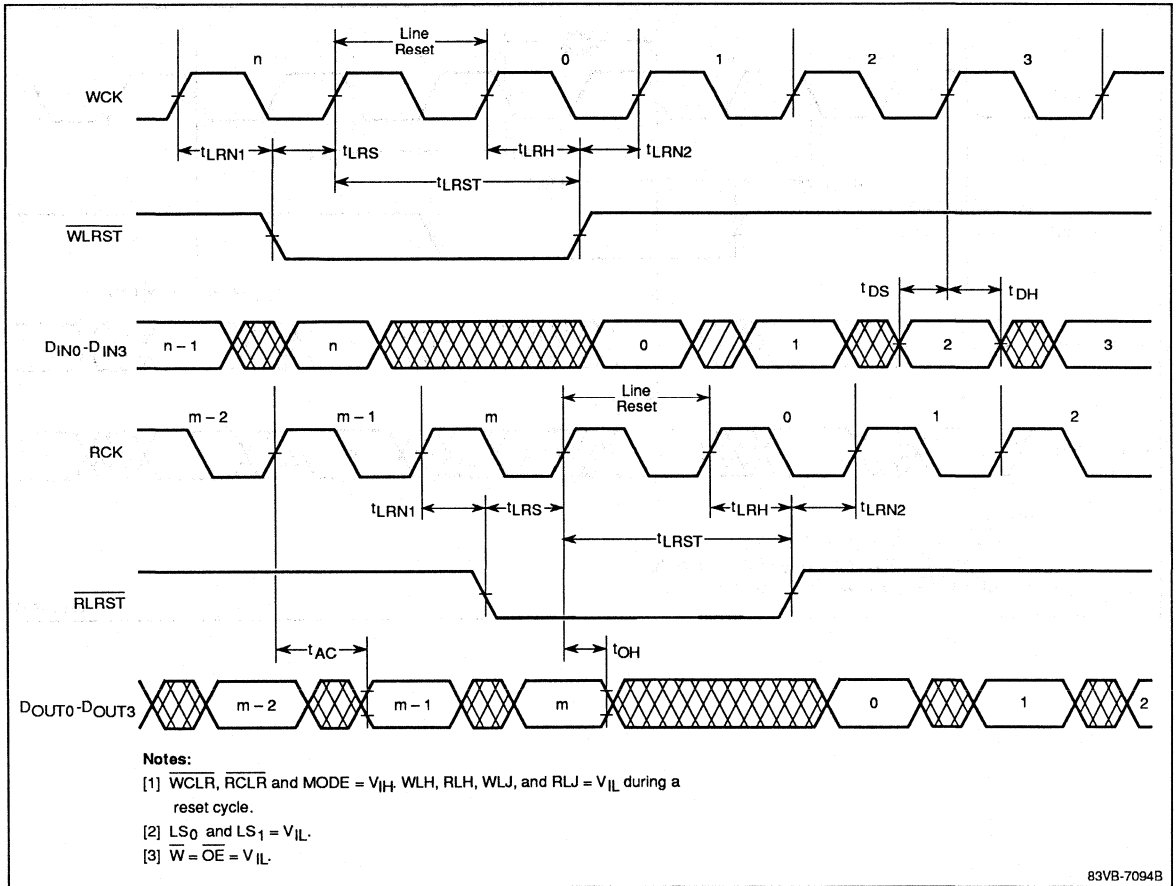 Line
Reset
n 0 1 2 3
WCK
tLRN1 tLRS tLRH tLRN2
tLRST
WLRST
tDS tDH
DIN0-DIN3 n – 1 n 0 1 2 3
Line
Reset
m – 2 m – 1 m 0 1 2
RCK
tLRN1 tLRS tLRH tLRN2
tLRST
RLRST
tAC tOH
DOUT0-DOUT3 m – 2 m – 1 m 0 1 2
Notes:
[1] WCLR, RCLR and MODE = VIH. WLH, RLH, WLJ, and RLJ = VIL during a
reset cycle.
[2] LS0 and LS1 = VIL.
[3] W = OE = VIL.
83VB-7094B